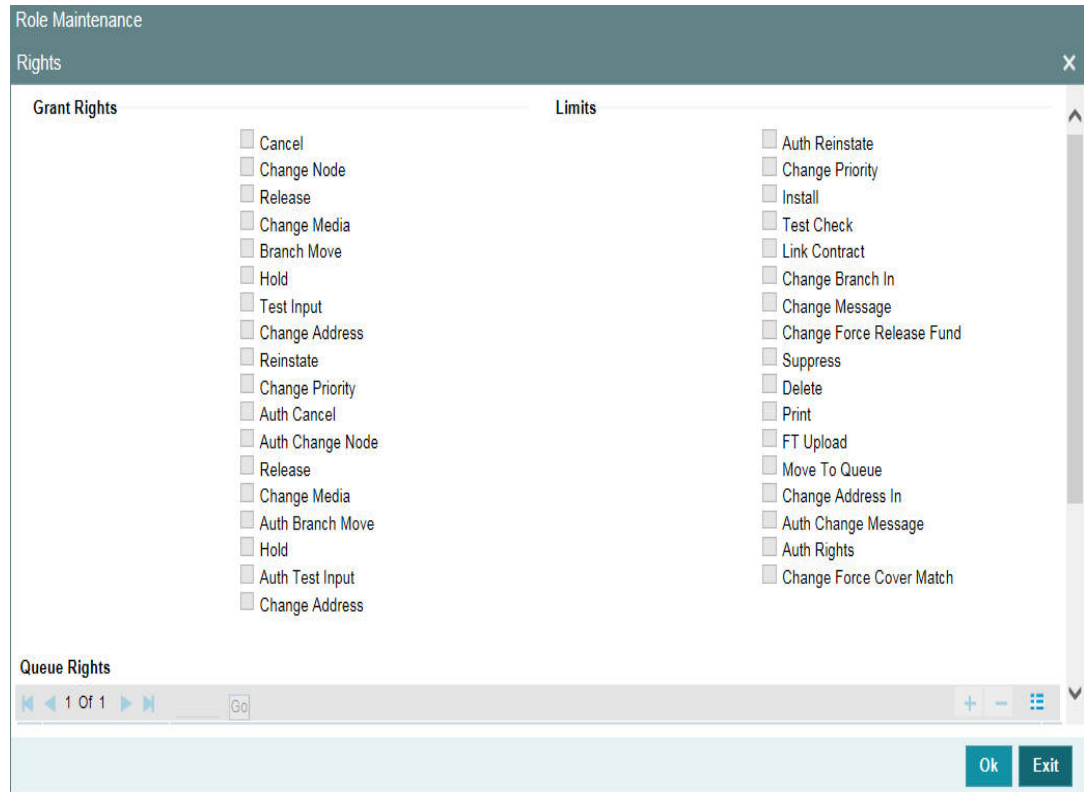 Role Maintenance
Rights
X
Grant Rights
Cancel
Change Node
Release
Change Media
Branch Move
Hold
Test Input
Change Address
Reinstate
Change Priority
Auth Cancel
Auth Change Node
Release
Change Media
Auth Branch Move
Hold
Auth Test Input
Change Address
Limits
Auth Reinstate
Change Priority
Install
Test Check
Link Contract
Change Branch In
Change Message
Change Force Release Fund
Suppress
Delete
Print
FT Upload
Move To Queue
Change Address In
Auth Change Message
Auth Rights
Change Force Cover Match
Queue Rights
1 Of 1 Go
Ok Exit